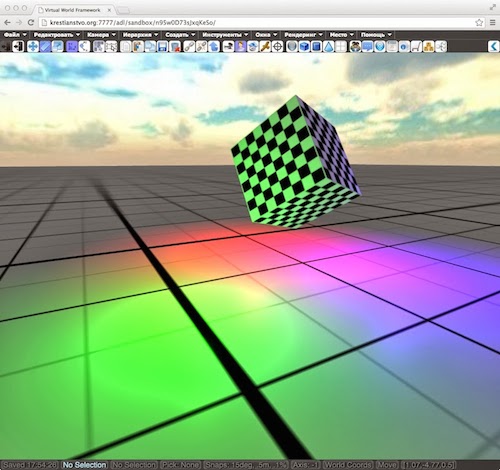 Virtual World Framework
krestianstvo.org:7777/adl/sandbox/n95w0D73sJxqKeSo/
Файл Редактировать Камера Иерархия Создать Инструменты Окна Рендеринг Место Помощь
Saved 17:54:26 No Selection [No Selection] [Pick: None] [Snaps: 15deg, .5m, .1%] [Axis: -1] [World Coords] [Move] [1.07,-4.77,0.5]